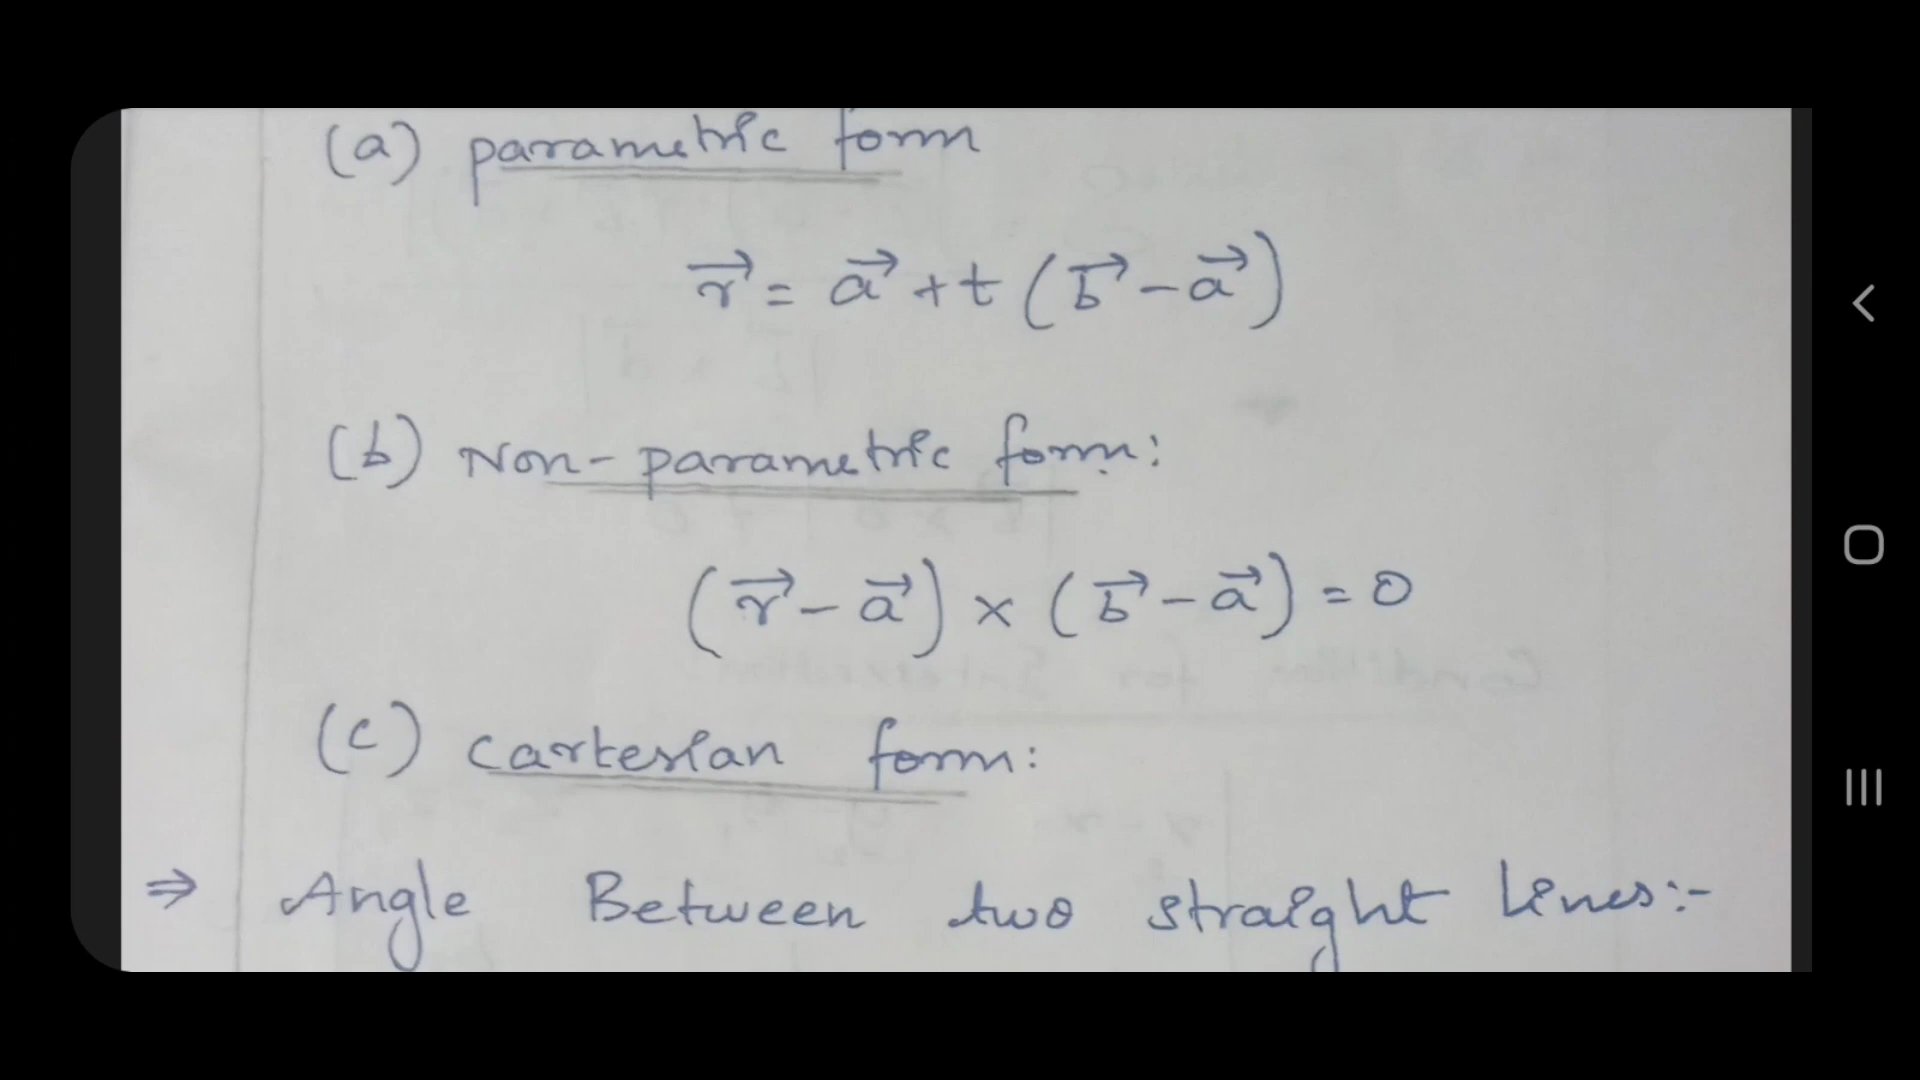 (a) parametric form
r⃗ = a⃗ + t (b⃗ - a⃗)
(b) Non-parametric form:
(r⃗ - a⃗) × (b⃗ - a⃗) = 0
(c) Cartesian form:
⇒ Angle Between two straight lines:-